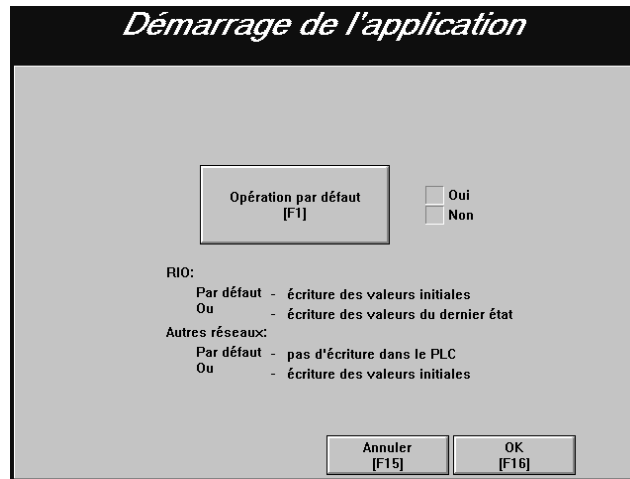 Démarrage de l'application
Opération par défaut
[F1]
Oui
Non
RIO:
Par défaut - écriture des valeurs initiales
Ou - écriture des valeurs du dernier état
Autres réseaux:
Par défaut - pas d'écriture dans le PLC
Ou - écriture des valeurs initiales
Annuler
[F15]
OK
[F16]